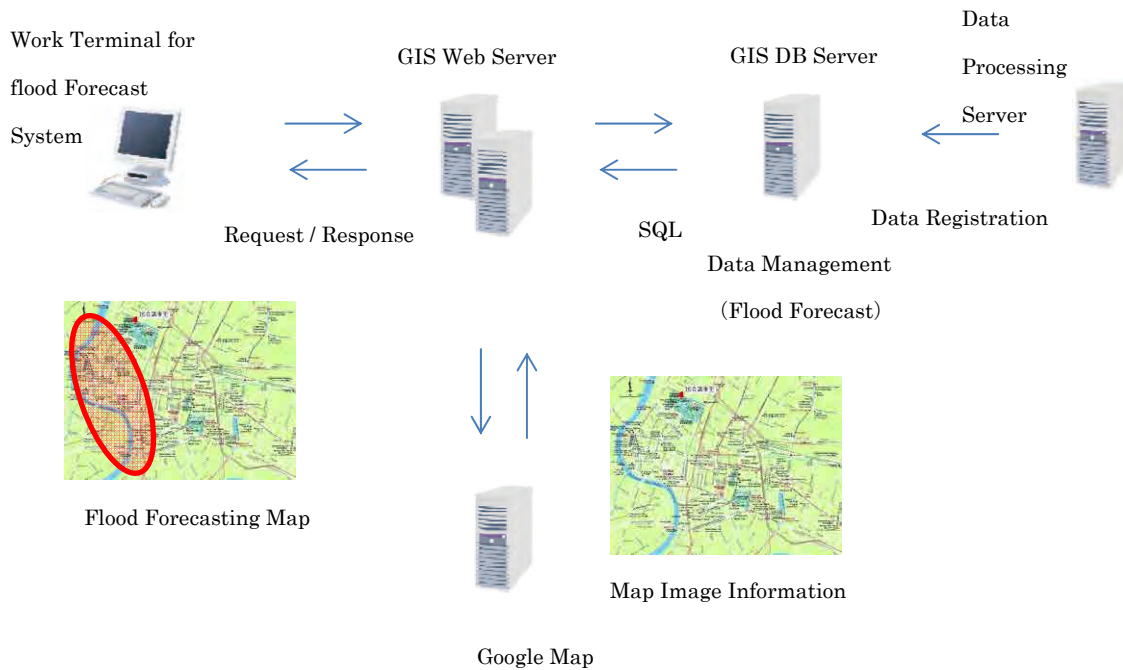 Work Terminal for
flood Forecast
System
GIS Web Server
GIS DB Server
Data
Processing
Server
Request / Response
SQL
Data Registration
Data Management
(Flood Forecast)
Flood Forecasting Map
Map Image Information
Google Map